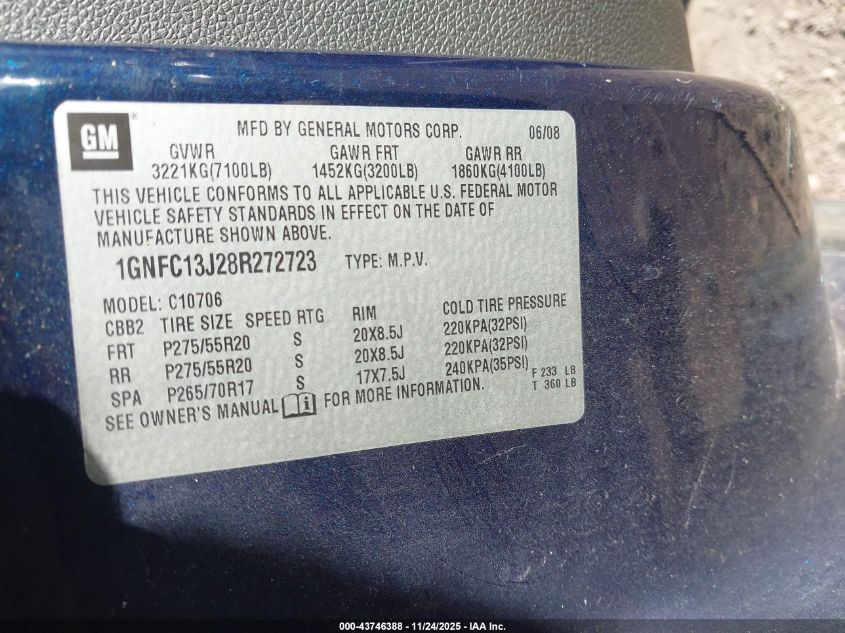 GM
MFD BY GENERAL MOTORS CORP. 06/08
GVWR GAWR FRT GAWR RR
3221KG(7100LB) 1452KG(3200LB) 1860KG(4100LB)
THIS VEHICLE CONFORMS TO ALL APPLICABLE U.S. FEDERAL MOTOR
VEHICLE SAFETY STANDARDS IN EFFECT ON THE DATE OF
MANUFACTURE SHOWN ABOVE.
1GNFC13J28R272723 TYPE: M.P.V.
MODEL: C10706
CBB2 TIRE SIZE SPEED RTG RIM COLD TIRE PRESSURE
FRT P275/55R20 S 20X8.5J 220KPA(32PSI)
RR P275/55R20 S 20X8.5J 220KPA(32PSI)
SPA P265/70R17 S 17X7.5J 240KPA(35PSI) F 233 LB
T 360 LB
SEE OWNER'S MANUAL i FOR MORE INFORMATION.
000-43746388 - 11/24/2025 - IAA Inc.